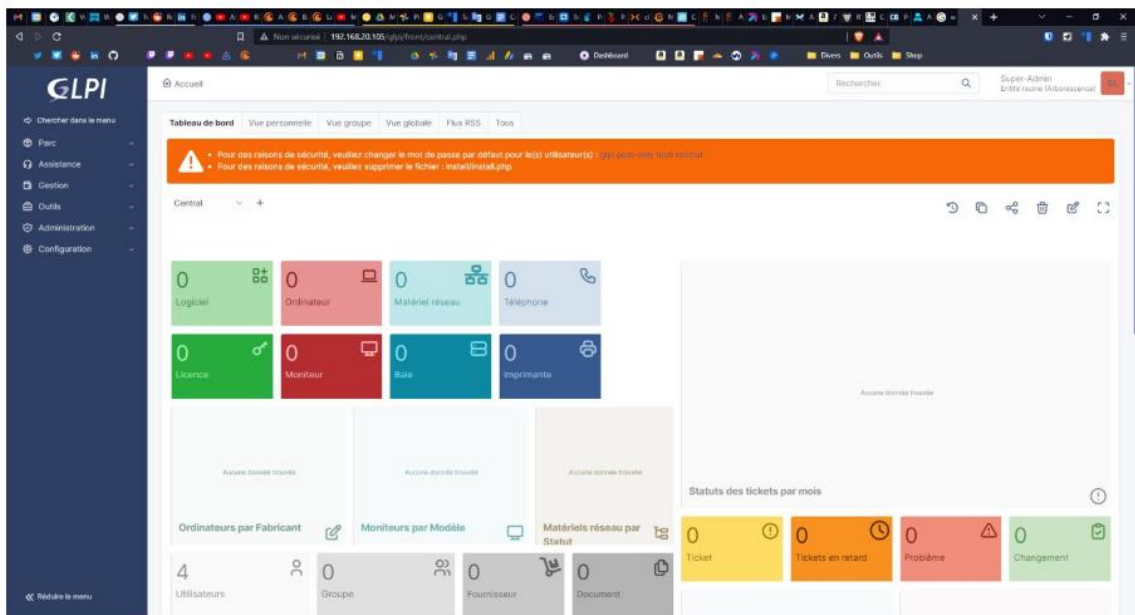 Non sécurisé 192.168.20.105/glpi/front/central.php
Dashboard Divers Outils Shop
GLPI
Accueil
Rechercher
Super-Admin
Entité racine (Arborescence)
Chercher dans le menu
Parc
Assistance
Gestion
Outils
Administration
Configuration
Réduire le menu
Tableau de bord Vue personnelle Vue groupe Vue globale Flux RSS Tous
• Pour des raisons de sécurité, veuillez changer le mot de passe par défaut pour le(s) utilisateur(s) : glpi post-only tech normal
• Pour des raisons de sécurité, veuillez supprimer le fichier : install/install.php
Central
0
Logiciel
0
Ordinateur
0
Matériel réseau
0
Téléphone
0
Licence
0
Moniteur
0
Baie
0
Imprimante
Aucune donnée trouvée
Ordinateurs par Fabricant
Aucune donnée trouvée
Moniteurs par Modèle
Aucune donnée trouvée
Matériels réseau par
Statut
4
Utilisateurs
0
Groupe
0
Fournisseur
0
Document
Aucune donnée trouvée
Statuts des tickets par mois
0
Ticket
0
Tickets en retard
0
Problème
0
Changement